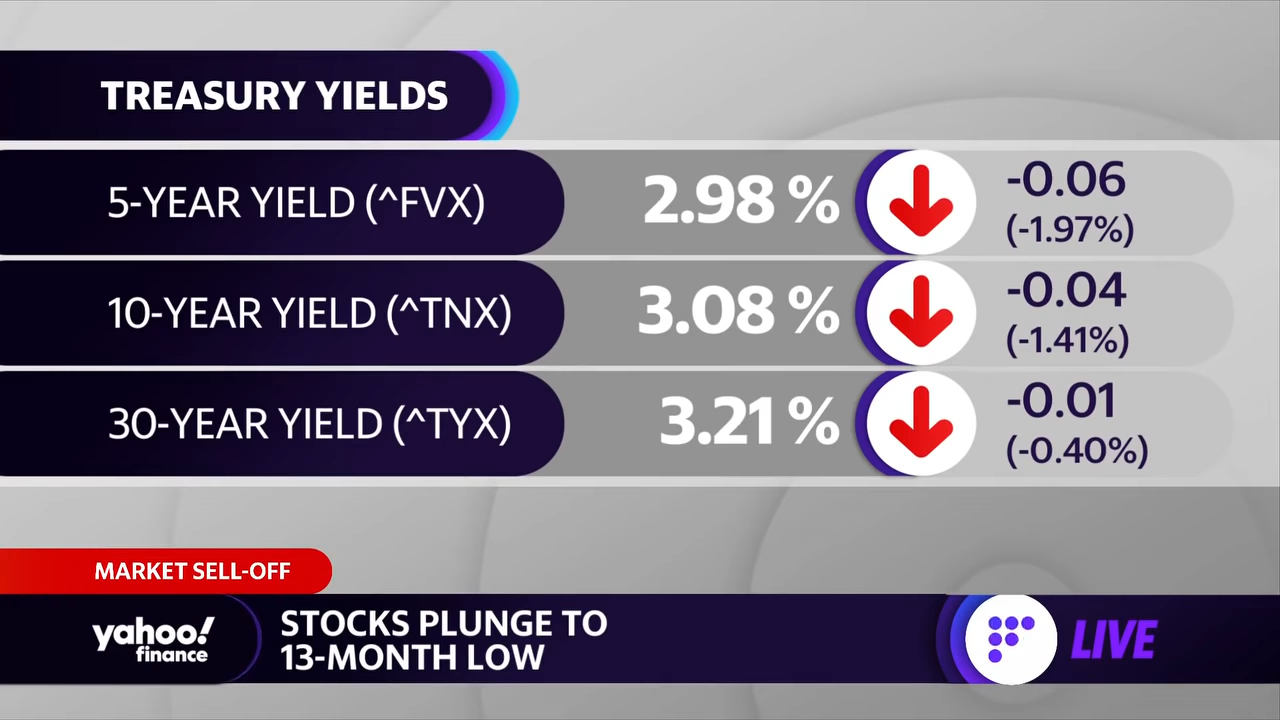 TREASURY YIELDS
5-YEAR YIELD (^FVX) 2.98 % -0.06
(-1.97%)
10-YEAR YIELD (^TNX) 3.08 % -0.04
(-1.41%)
30-YEAR YIELD (^TYX) 3.21 % -0.01
(-0.40%)
MARKET SELL-OFF
yahoo!
finance
STOCKS PLUNGE TO
13-MONTH LOW
LIVE